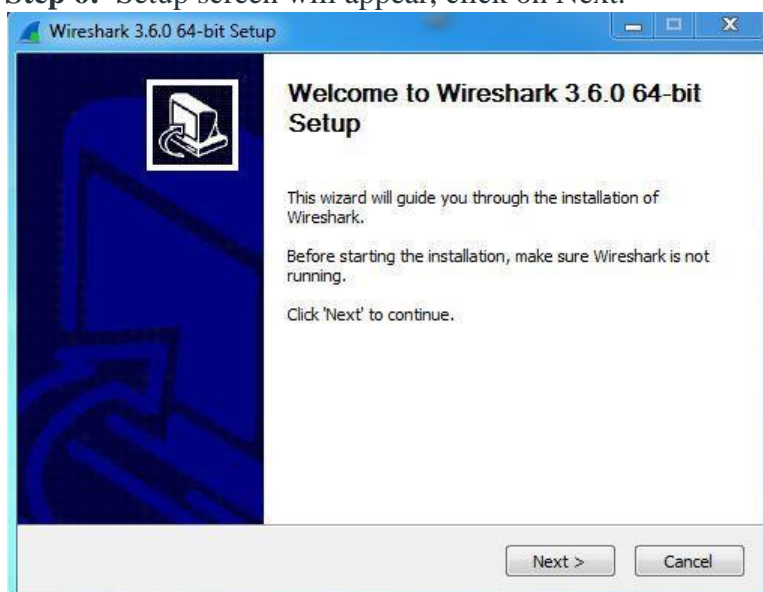 Step 6: Setup screen will appear, click on Next.
Wireshark 3.6.0 64-bit Setup
Welcome to Wireshark 3.6.0 64-bit
Setup
This wizard will guide you through the installation of
Wireshark.
Before starting the installation, make sure Wireshark is not
running.
Click 'Next' to continue.
Next >
Cancel